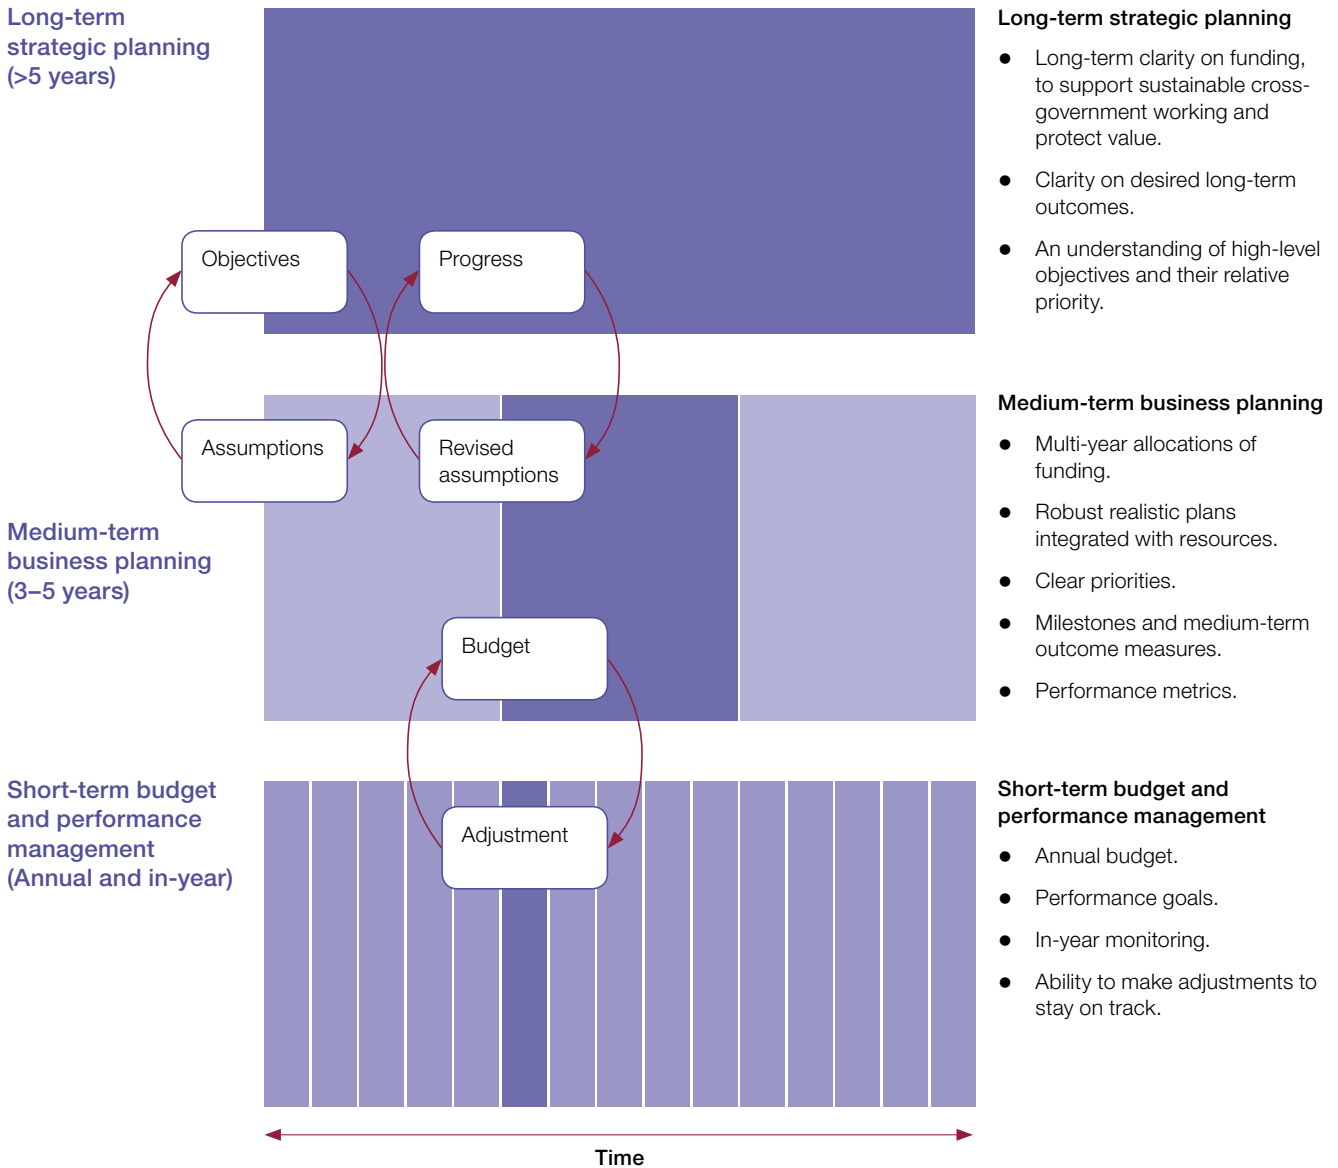 Long-term
strategic planning
(>5 years)
Objectives
Progress
Long-term strategic planning
● Long-term clarity on funding,
to support sustainable cross-
government working and
protect value.
● Clarity on desired long-term
outcomes.
● An understanding of high-level
objectives and their relative
priority.
Assumptions
Revised
assumptions
Medium-term
business planning
(3–5 years)
Budget
Medium-term business planning
● Multi-year allocations of
funding.
● Robust realistic plans
integrated with resources.
● Clear priorities.
● Milestones and medium-term
outcome measures.
● Performance metrics.
Short-term budget
and performance
management
(Annual and in-year)
Adjustment
Short-term budget and
performance management
● Annual budget.
● Performance goals.
● In-year monitoring.
● Ability to make adjustments to
stay on track.
Time